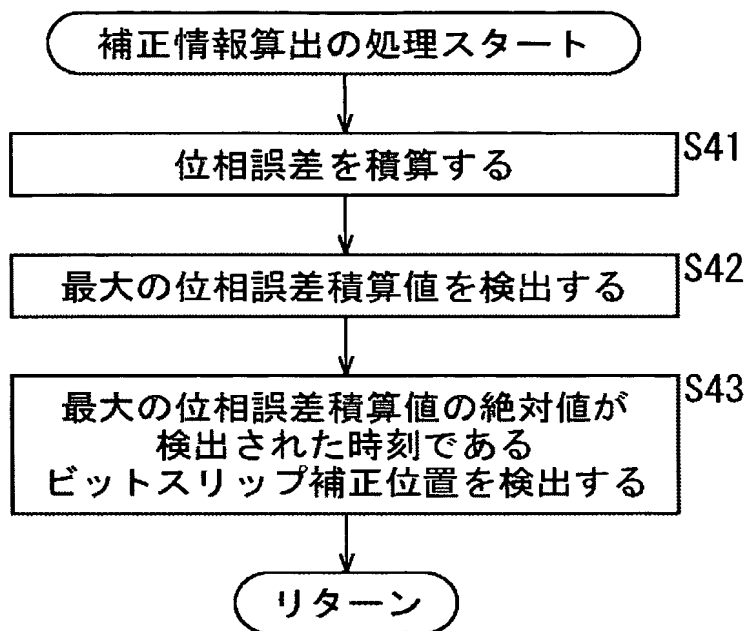 補正情報算出の処理スタート
位相誤差を積算する
S41
最大の位相誤差積算値を検出する
S42
最大の位相誤差積算値の絶対値が
検出された時刻である
ビットスリップ補正位置を検出する
S43
リターン